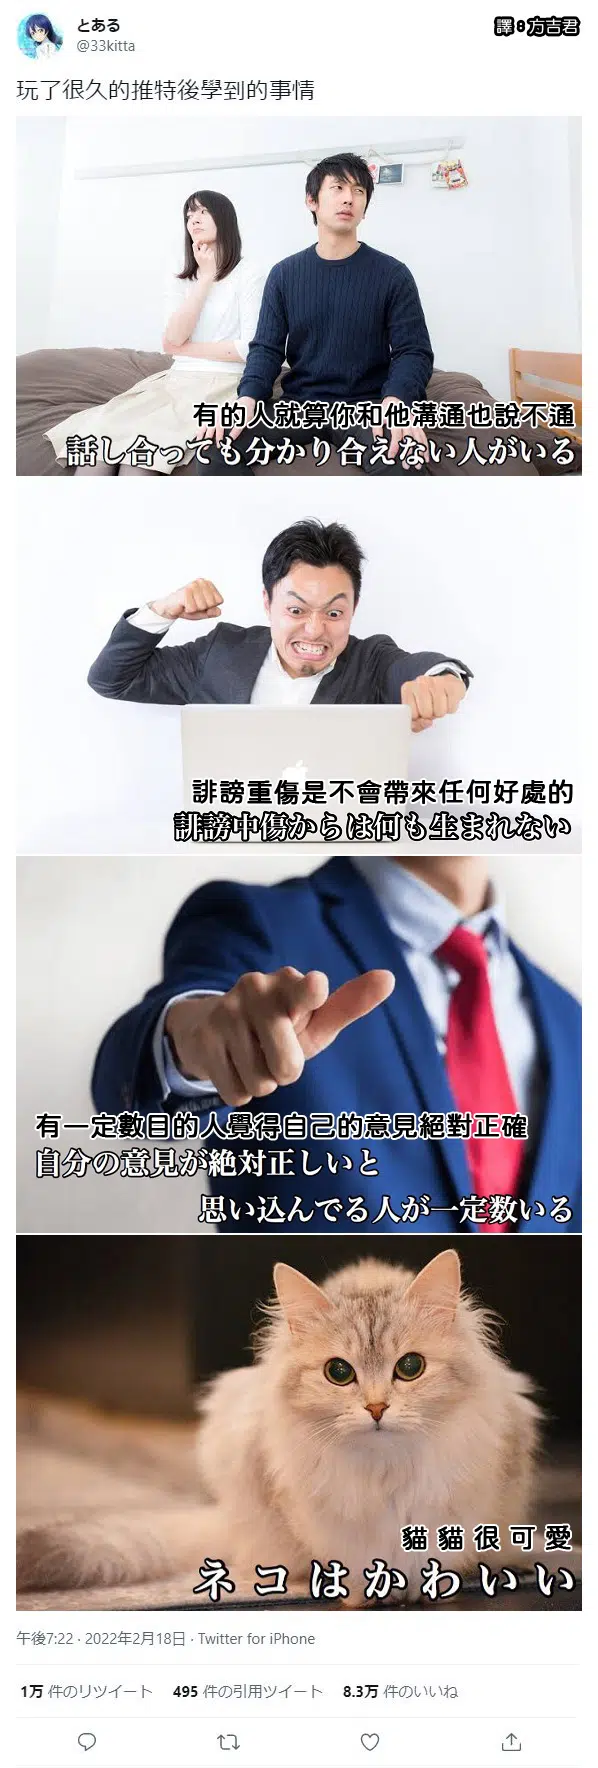 とある
譯●方吉君
@33kitta
玩了很久的推特後學到的事情
有的人就算你和他溝通也說不通
話し合っても分かり合えない人がいる
誹謗重傷是不會帶來任何好處的
誹謗中傷からは何も生まれない
有一定數目的人覺得自己的意見絕對正確
自分の意見が絶対正しいと
思い込んでる人が一定数いる
貓貓很可愛
ネコはかわいい
午後7:22 · 2022年2月18日 · Twitter for iPhone
1万 件のリツイート 495 件の引用ツイート 8.3万 件のいいね